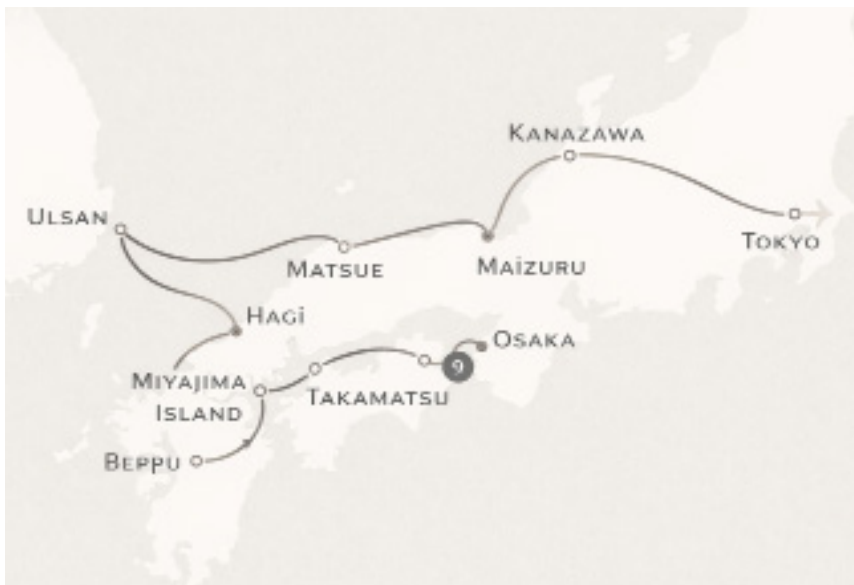 KANAZAWA
ULSAN
TOKYO
MATSUE
MAiZURU
HAGi
OSAKA
9
MIYAJIMA
ISLAND
TAKAMATSU
BEPPU